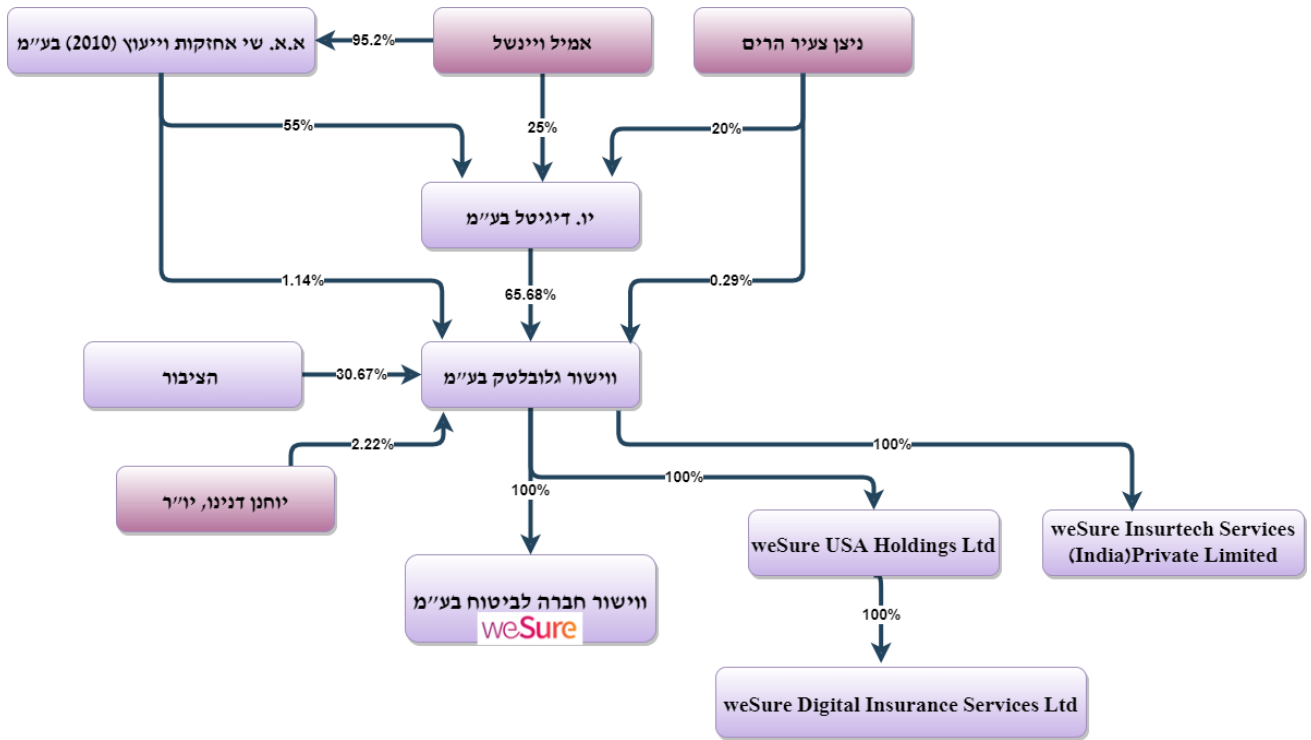 א.א. שי אחזקות וייעוץ (2010) בע״מ
95.2%
אמיל ויינשל
ניצן צעיר הרים
55%
25%
20%
יו. דיגיטל בע״מ
1.14%
65.68%
0.29%
הציבור
30.67%
ווישור גלובלטק בע״מ
2.22%
100%
יוחנן דנינו, יו״ר
100%
100%
weSure USA Holdings Ltd
weSure Insurtech Services
(India)Private Limited
ווישור חברה לביטוח בע״מ
weSure
100%
weSure Digital Insurance Services Ltd